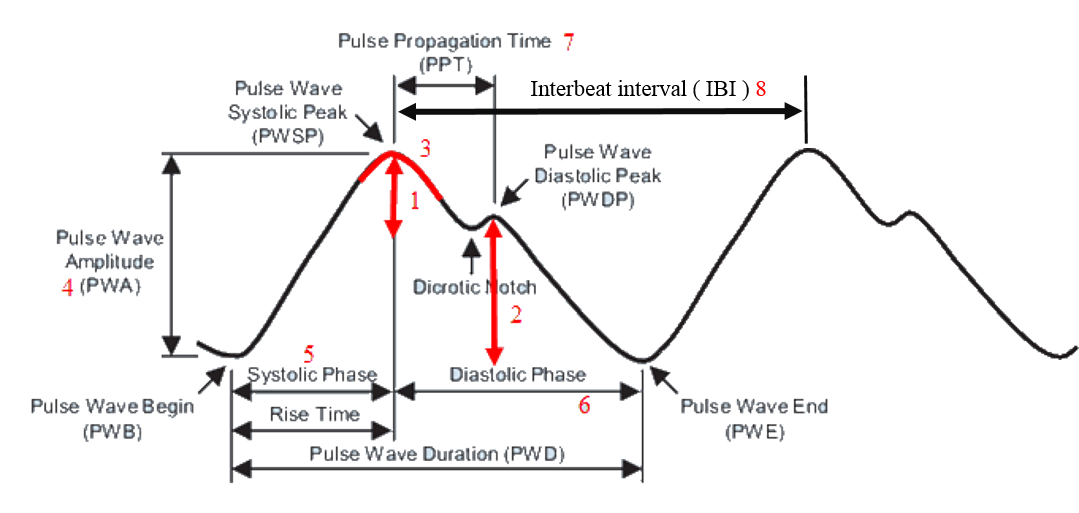 Pulse Propagation Time 7
(PPT)
Interbeat interval ( IBI ) 8
Pulse Wave
Systolic Peak
(PWSP)
3
Pulse Wave
Diastolic Peak
(PWDP)
1
Pulse Wave
Amplitude
4 (PWA)
Dicrotic Notch
2
5
Systolic Phase
Diastolic Phase
6
Pulse Wave Begin
(PWB)
Rise Time
Pulse Wave End
(PWE)
Pulse Wave Duration (PWD)